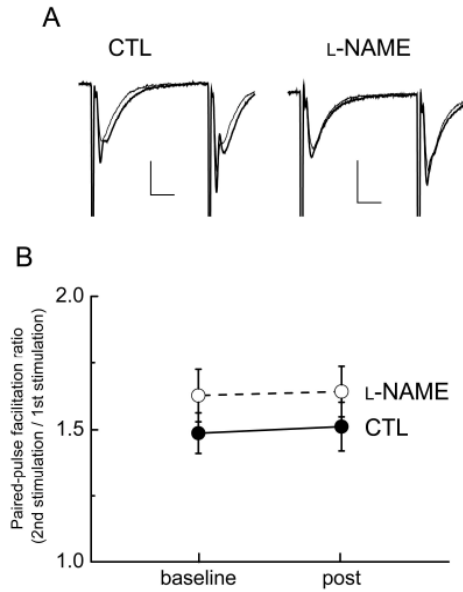 A
CTL
L-NAME
B
Paired-pulse facilitation ratio
(2nd stimulation / 1st stimulation)
2.0
1.5
1.0
L-NAME
CTL
baseline
post